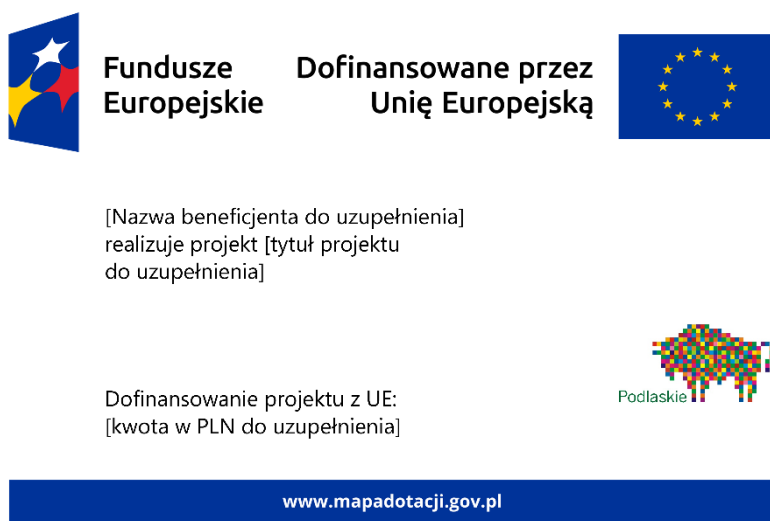 Fundusze
Europejskie
Dofinansowane przez
Unię Europejską
[Nazwa beneficjenta do uzupełnienia]
realizuje projekt [tytuł projektu
do uzupełnienia]
Podlaskie
Dofinansowanie projektu z UE:
[kwota w PLN do uzupełnienia]
www.mapadotacji.gov.pl